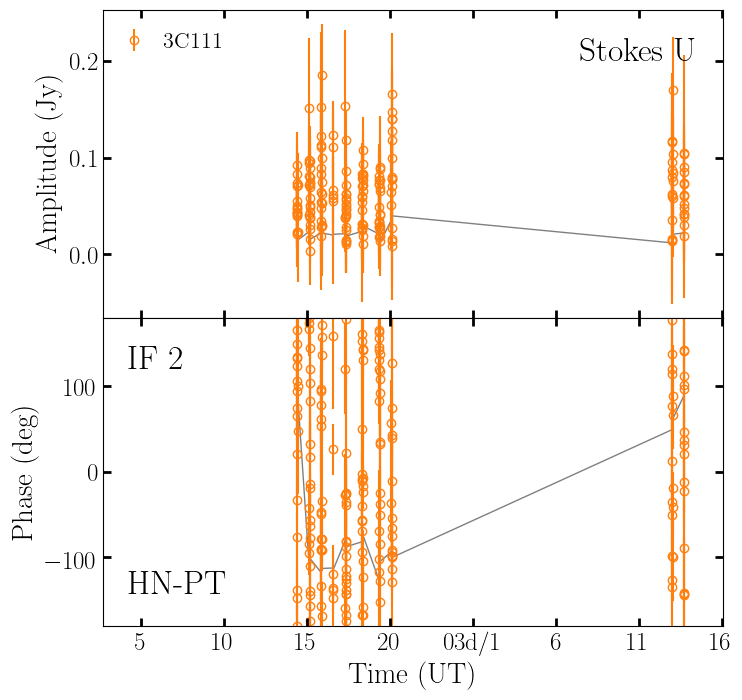 3C111
Stokes U
0.2
0.1
0.0
Amplitude (Jy)
IF 2
100
0
−100
Phase (deg)
HN-PT
5 10 15 20 03d/1 6 11 16
Time (UT)